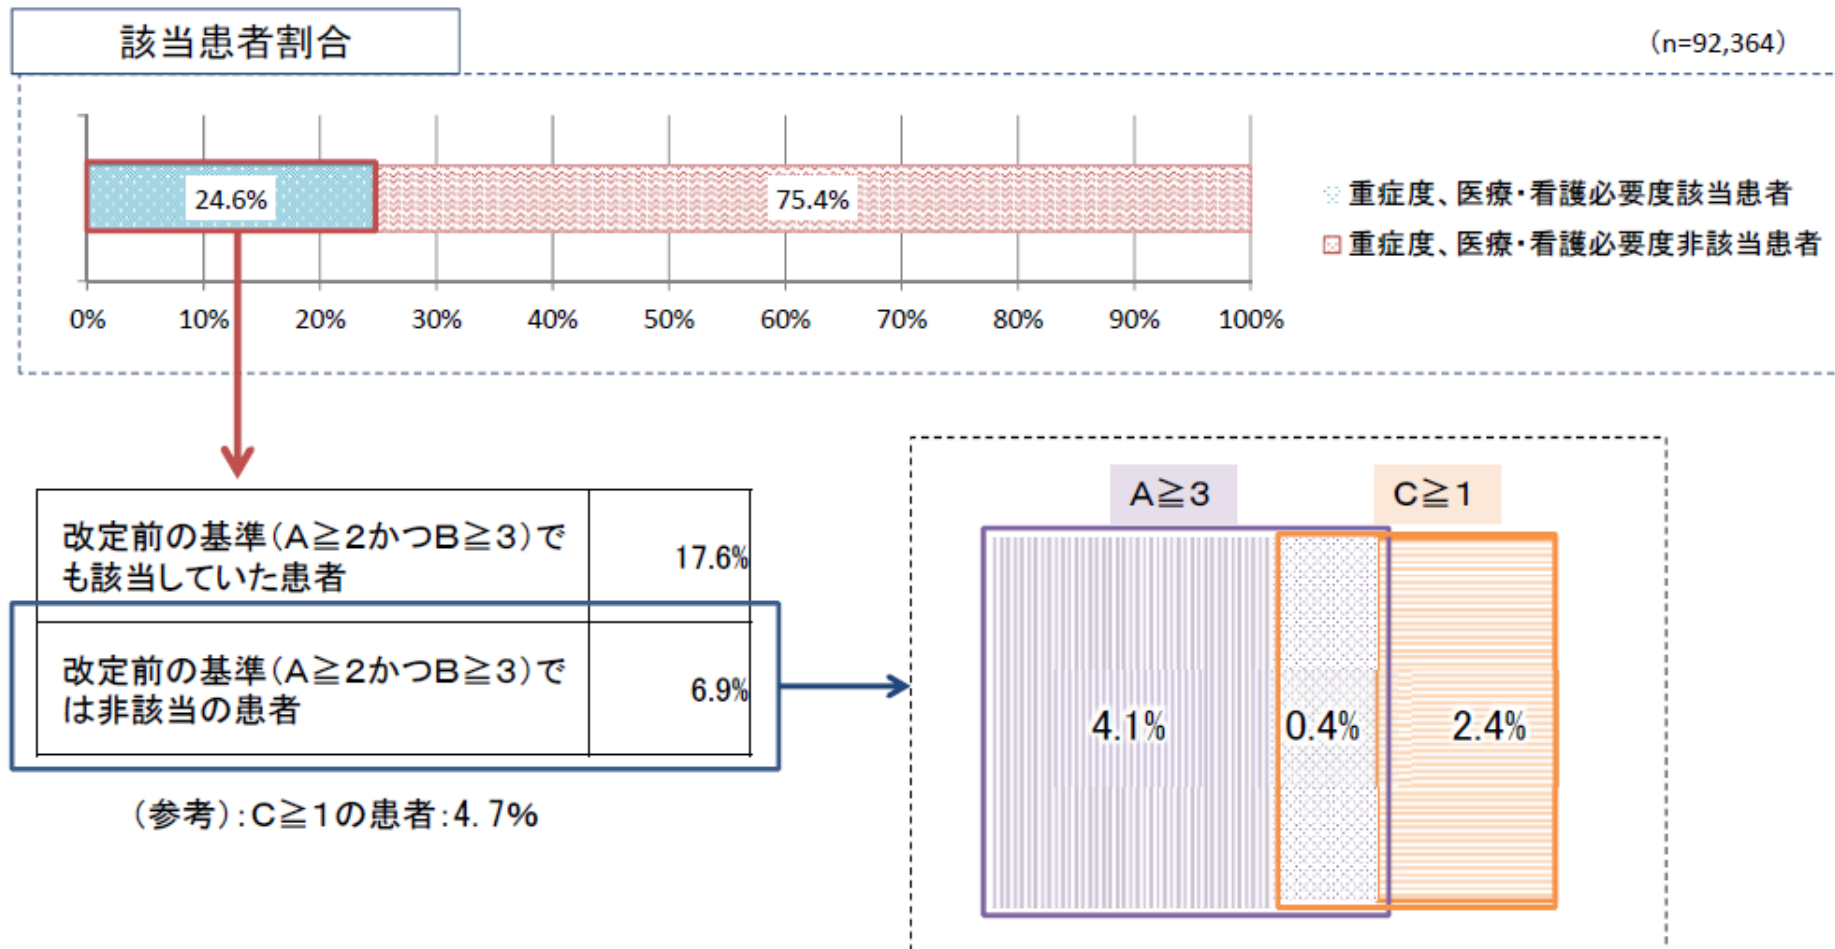 該当患者割合
(n=92,364)
24.6%
75.4%
重症度、医療・看護必要度該当患者
重症度、医療・看護必要度非該当患者
0% 10% 20% 30% 40% 50% 60% 70% 80% 90% 100%
改定前の基準(A≧2かつB≧3)で
も該当していた患者
17.6%
改定前の基準(A≧2かつB≧3)で
は非該当の患者
6.9%
(参考):C≧1の患者:4.7%
A≧3
C≧1
4.1%
0.4%
2.4%